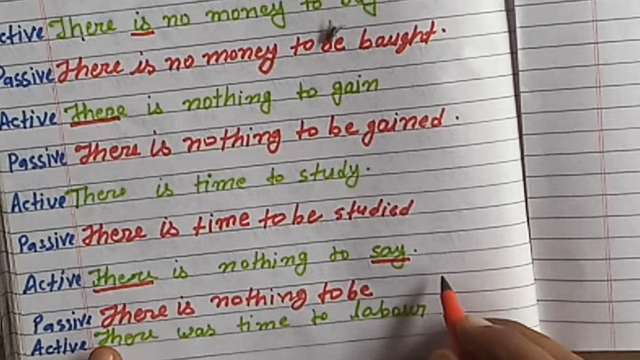 Active There is no money to buy
Passive There is no money to be baught.
Active There is nothing to gain
Passive There is nothing to be gained.
Active There is time to study.
Passive There is time to be studied
Active There is nothing to say.
Passive There is nothing to be
Active There was time to labour